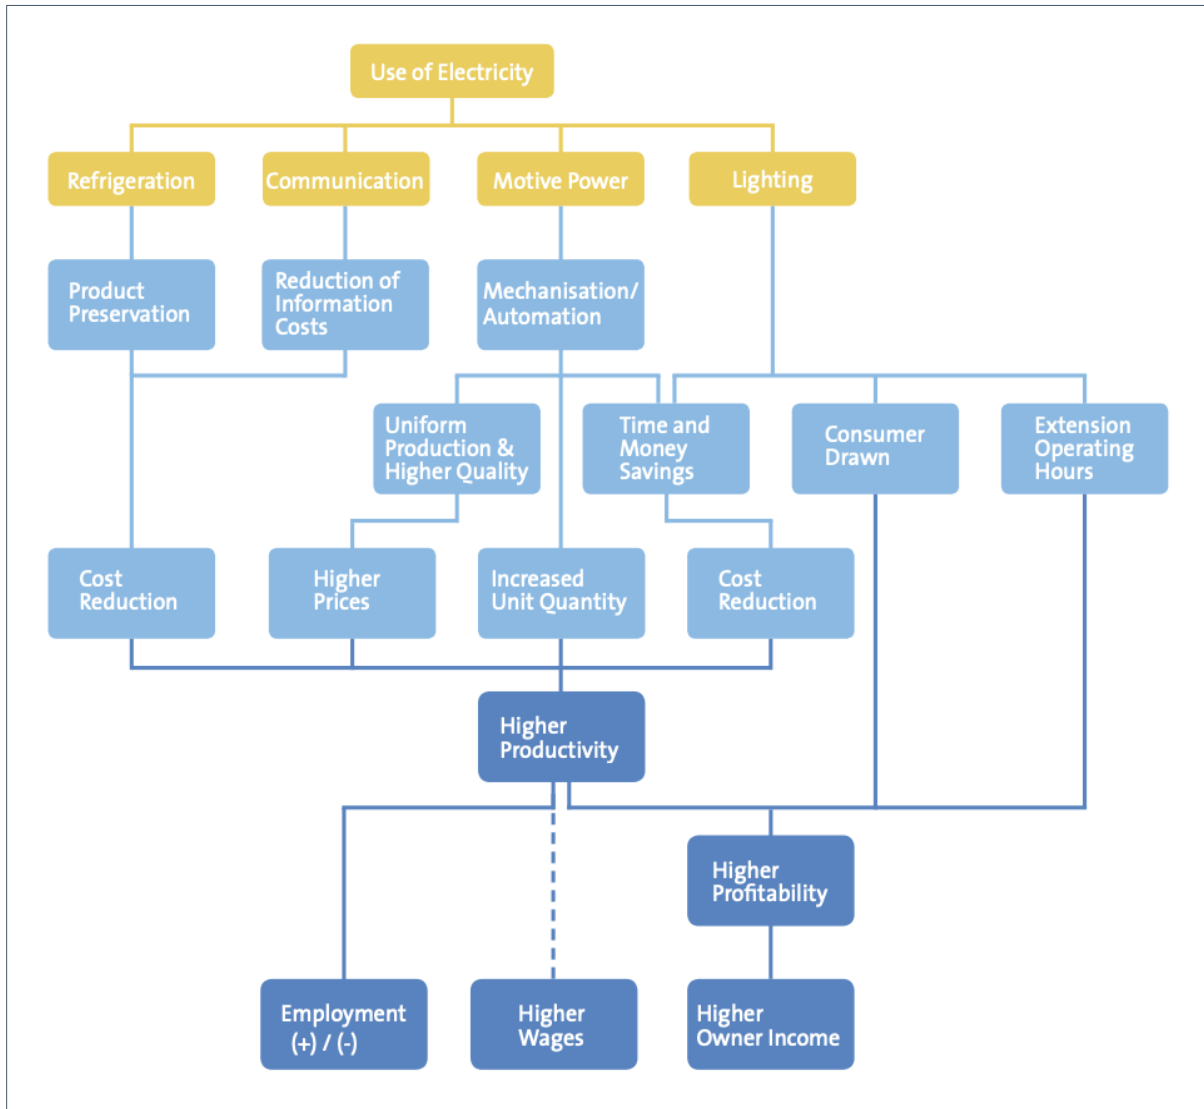 Use of Electricity
Refrigeration
Communication
Motive Power
Lighting
Product
Preservation
Reduction of
Information
Costs
Mechanisation/
Automation
Uniform
Production &
Higher Quality
Time and
Money
Savings
Consumer
Drawn
Extension
Operating
Hours
Cost
Reduction
Higher
Prices
Increased
Unit Quantity
Cost
Reduction
Higher
Productivity
Higher
Profitability
Employment
(+) / (-)
Higher
Wages
Higher
Owner Income